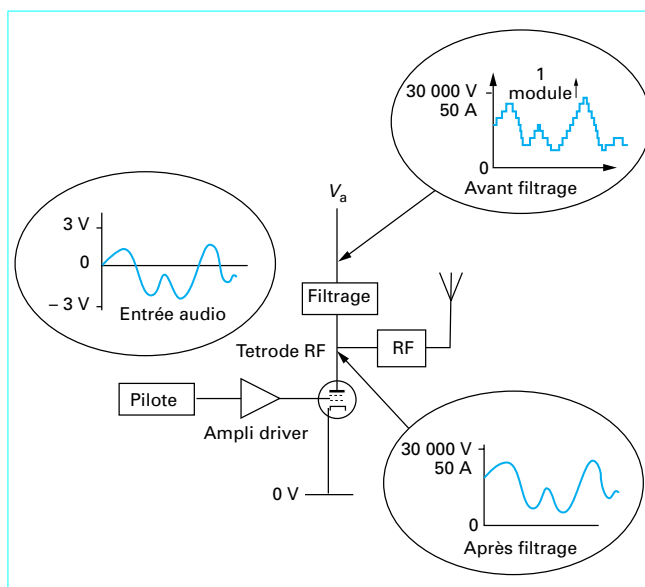 1
module
30 000 V
50 A
0
Avant filtrage
V
a
3 V
0
– 3 V
Entrée audio
Filtrage
Tetrode RF
RF
Pilote
Ampli driver
0 V
30 000 V
50 A
0
Après filtrage